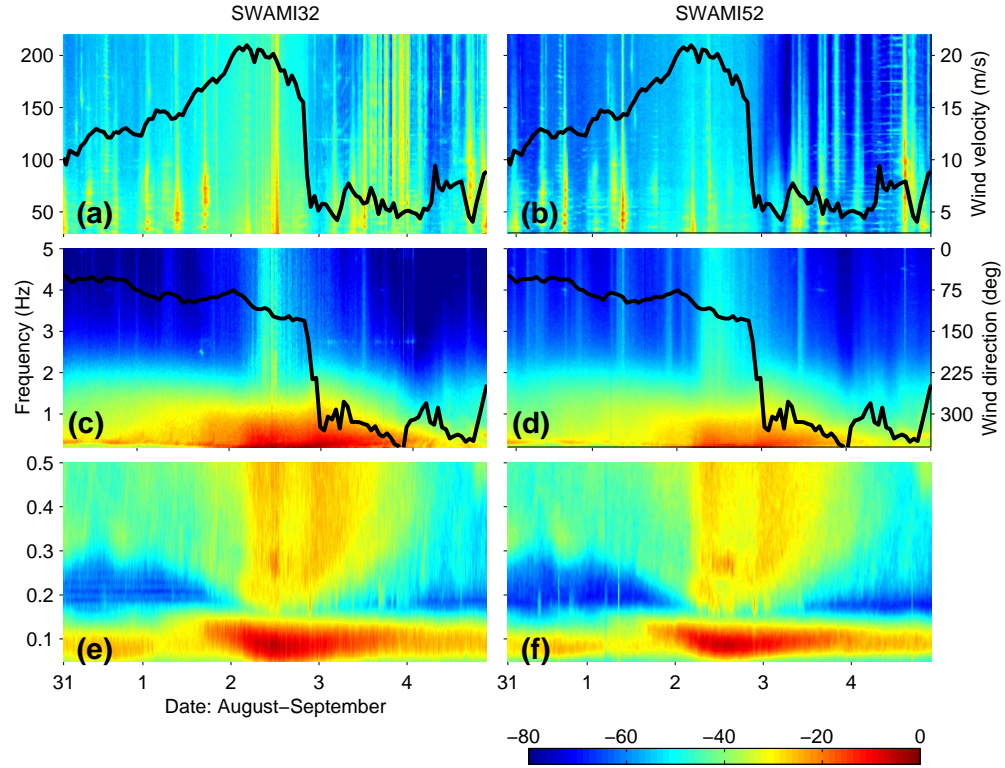 SWAMI32 SWAMI52
200
150
100
50
(a)
(b)
20
15
10
5
Wind velocity (m/s)
5
4
3
2
1
Frequency (Hz)
(c)
(d)
0
75
150
225
300
Wind direction (deg)
0.5
0.4
0.3
0.2
0.1
(e)
(f)
31 1 2 3 4
31 1 2 3 4
Date: August−September
−80 −60 −40 −20 0